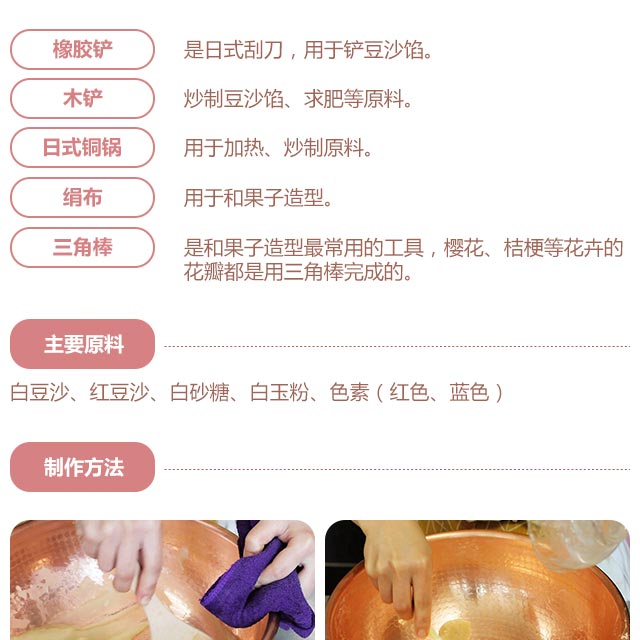 橡胶铲 是日式刮刀，用于铲豆沙馅。
木铲 炒制豆沙馅、求肥等原料。
日式铜锅 用于加热、炒制原料。
绢布 用于和果子造型。
三角棒 是和果子造型最常用的工具，樱花、桔梗等花卉的
花瓣都是用三角棒完成的。
主要原料
白豆沙、红豆沙、白砂糖、白玉粉、色素（红色、蓝色）
制作方法